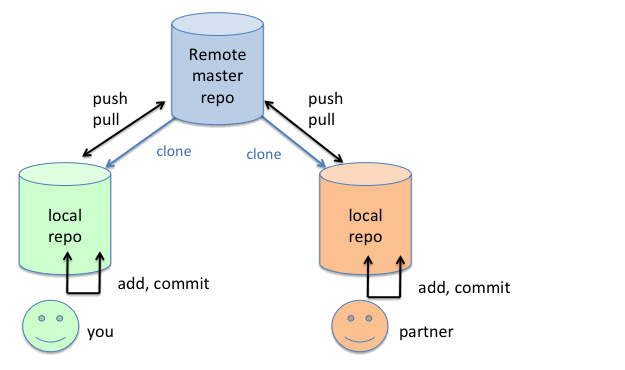 Remote
master
repo
push
pull
push
pull
clone
clone
local
repo
local
repo
add, commit
add, commit
you
partner